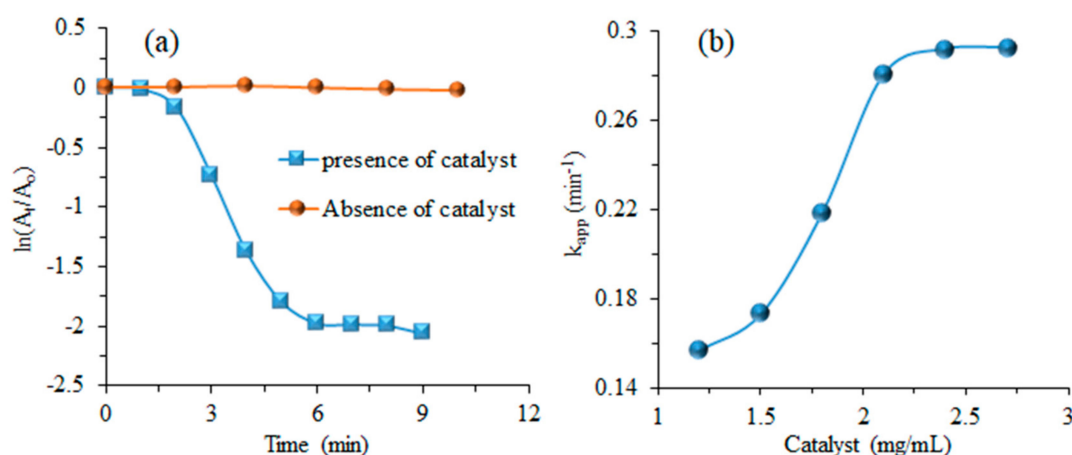 (a)
ln(Aₜ/Aₒ)
0.5
0
-0.5
-1
-1.5
-2
-2.5
presence of catalyst
Absence of catalyst
0 3 6 9 12
Time (min)
(b)
kₐₚₚ (min⁻¹)
0.3
0.26
0.22
0.18
0.14
1 1.5 2 2.5 3
Catalyst (mg/mL)